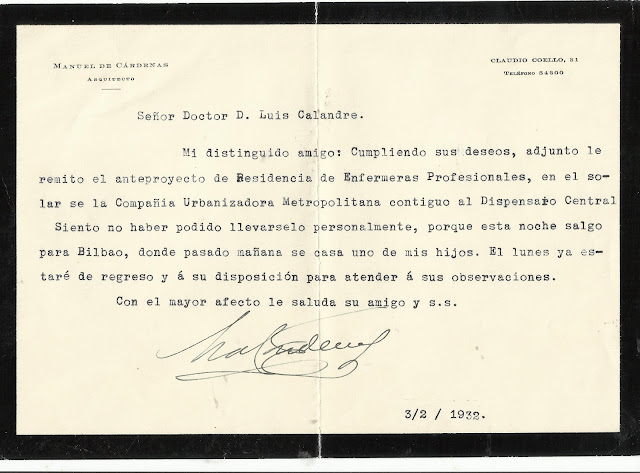 MANUEL DE CÁRDENAS
ARQUITECTO
CLAUDIO COELLO, 31
TELÉFONO 54800
Señor Doctor D. Luis Calandre.
Mi distinguido amigo: Cumpliendo sus deseos, adjunto le
remito el anteproyecto de Residencia de Enfermeras Profesionales, en el so-
lar se la Compañia Urbanizadora Metropolitana contiguo al Dispensario Central
Siento no haber podido llevarselo personalmente, porque esta noche salgo
para Bilbao, donde pasado mañana se casa uno de mis hijos. El lunes ya es-
taré de regreso y á su disposición para atender á sus observaciones.
Con el mayor afecto le saluda su amigo y s.s.
3/2 / 1932.